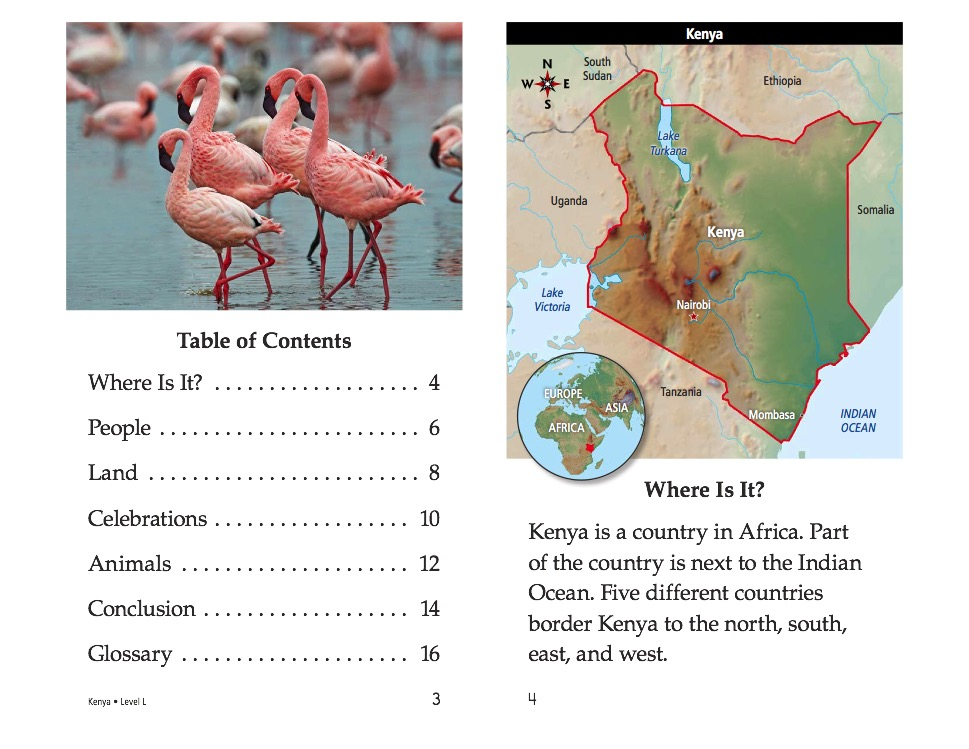 Table of Contents
Where Is It? . . . . . . . . . . . . . . . . . . . 4
People . . . . . . . . . . . . . . . . . . . . . . . . 6
Land . . . . . . . . . . . . . . . . . . . . . . . . . 8
Celebrations . . . . . . . . . . . . . . . . . . 10
Animals . . . . . . . . . . . . . . . . . . . . . 12
Conclusion . . . . . . . . . . . . . . . . . . . 14
Glossary . . . . . . . . . . . . . . . . . . . . . 16
Kenya • Level L
3
Kenya
N
W E
S
South
Sudan
Ethiopia
Lake
Turkana
Uganda
Somalia
Kenya
Lake
Victoria
Nairobi
Tanzania
EUROPE
ASIA
AFRICA
Mombasa
INDIAN
OCEAN
Where Is It?
Kenya is a country in Africa. Part
of the country is next to the Indian
Ocean. Five different countries
border Kenya to the north, south,
east, and west.
4